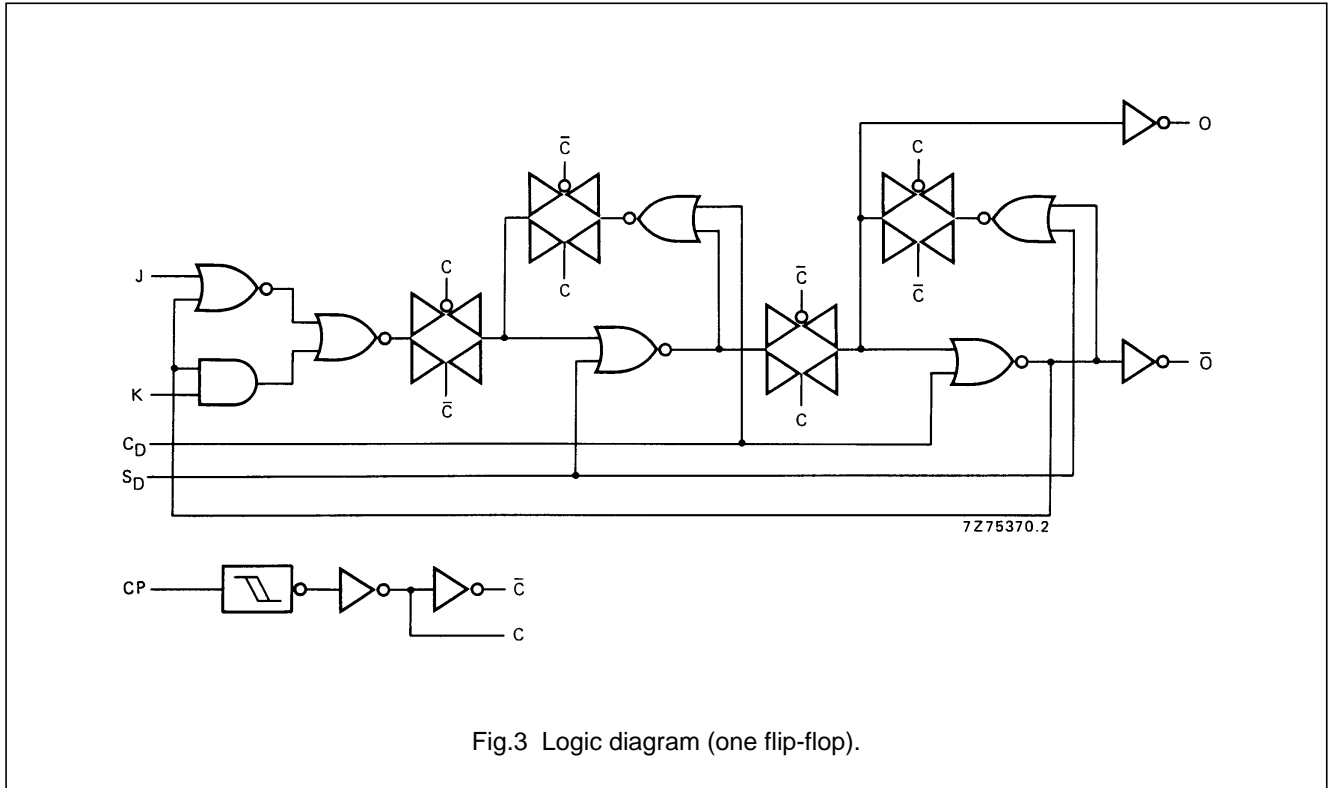 O
C̄
C
J
C
C̄
C
C̄
K
C̄
C
Ō
C_D
S_D
7Z75370.2
CP
C̄
C
Fig.3 Logic diagram (one flip-flop).